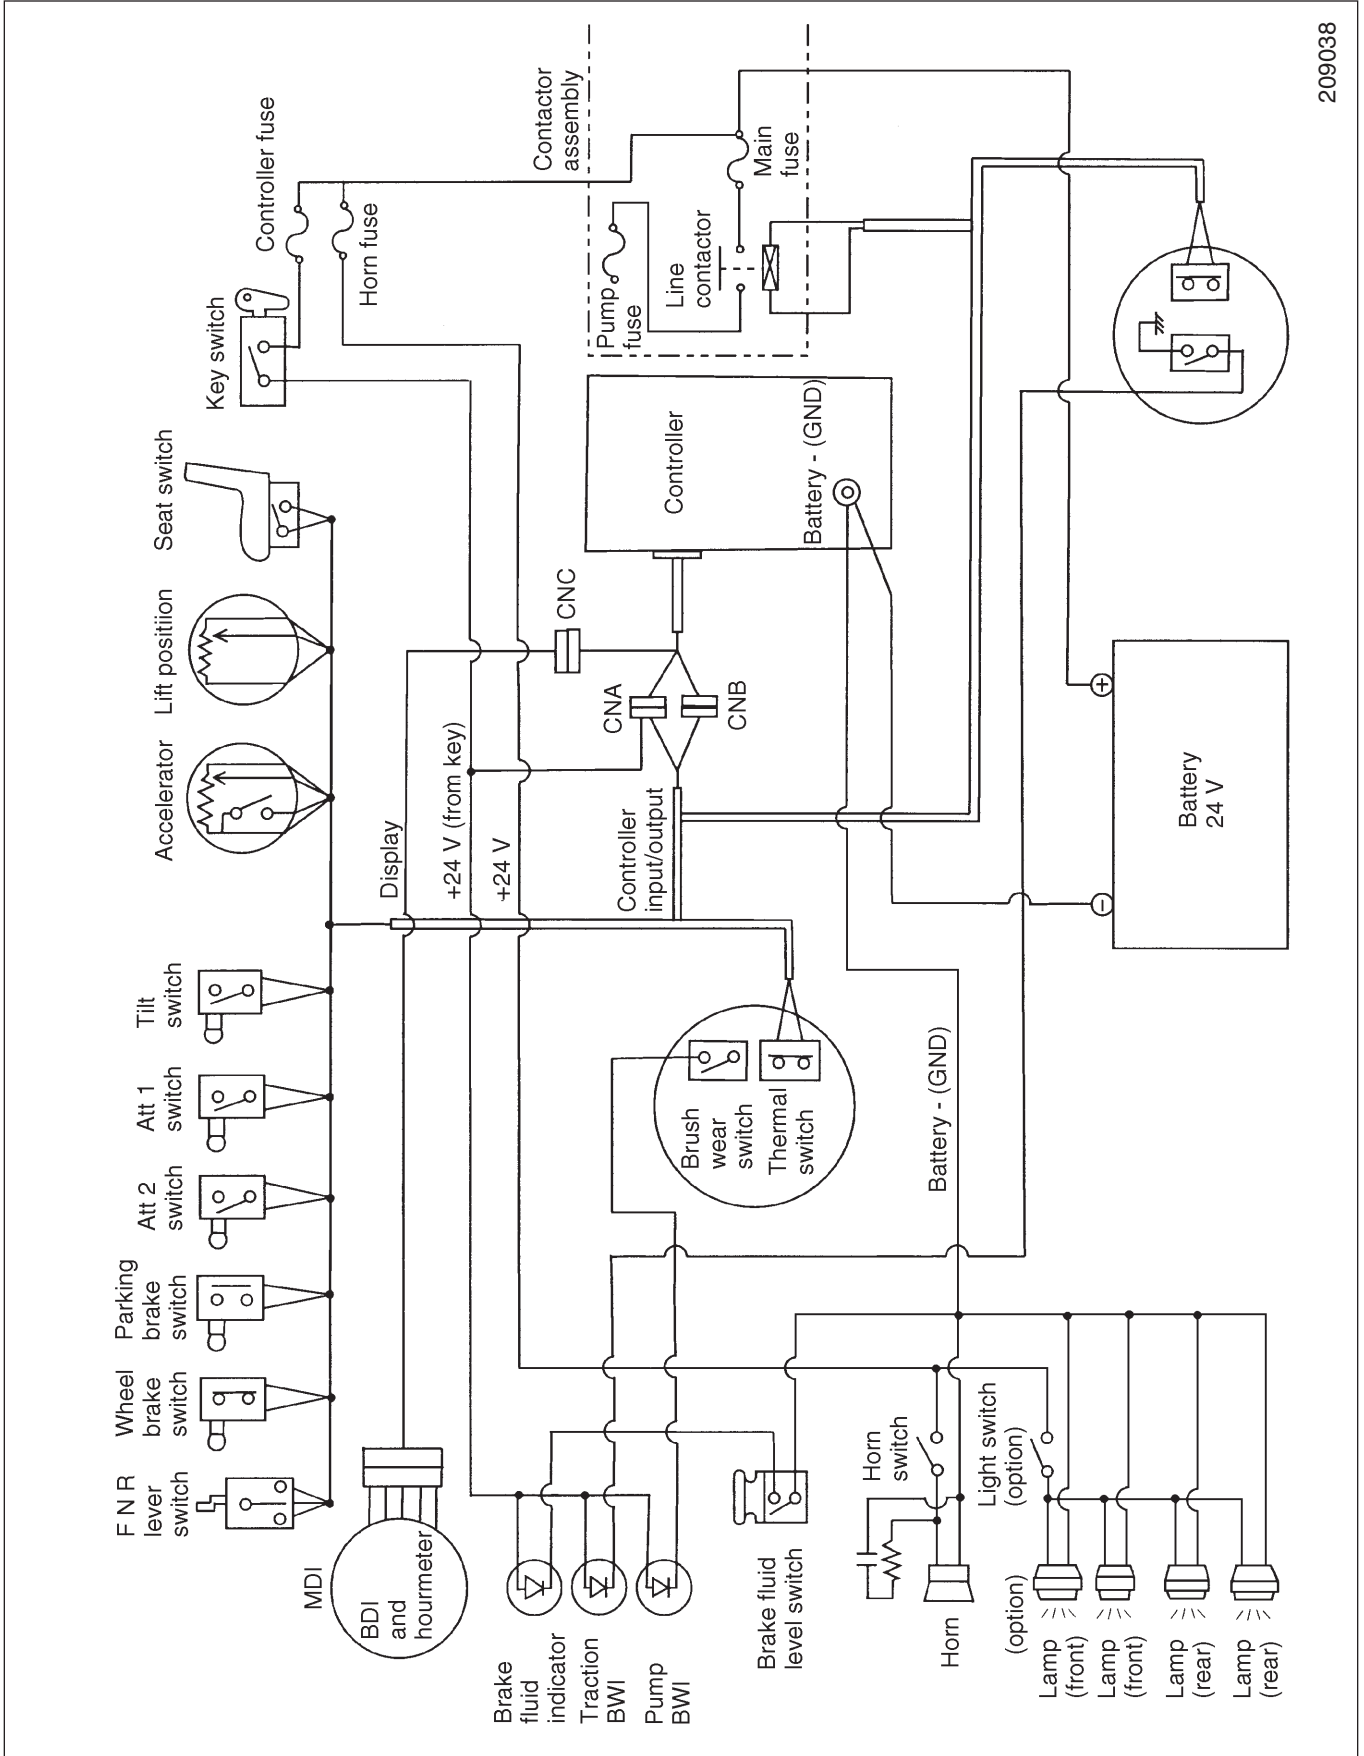 209038
F N R
lever
switch
Wheel
brake
switch
Parking
brake
switch
Att 2
switch
Att 1
switch
Tilt
switch
Accelerator
Lift positiion
Seat switch
Key switch
Controller fuse
Horn fuse
MDI
BDI
and
hourmeter
Display
+24 V (from key)
+24 V
Contactor
assembly
Pump
fuse
Line
contactor
Main
fuse
CNC
CNA
CNB
Controller
Battery - (GND)
Controller
input/output
Brush
wear
switch
Thermal
switch
Battery - (GND)
Battery
24 V
+
-
Brake
fluid
indicator
Traction
BWI
Pump
BWI
Brake fluid
level switch
Horn
switch
Horn
Light switch
(option)
(option)
Lamp
(front)
Lamp
(front)
Lamp
(rear)
Lamp
(rear)